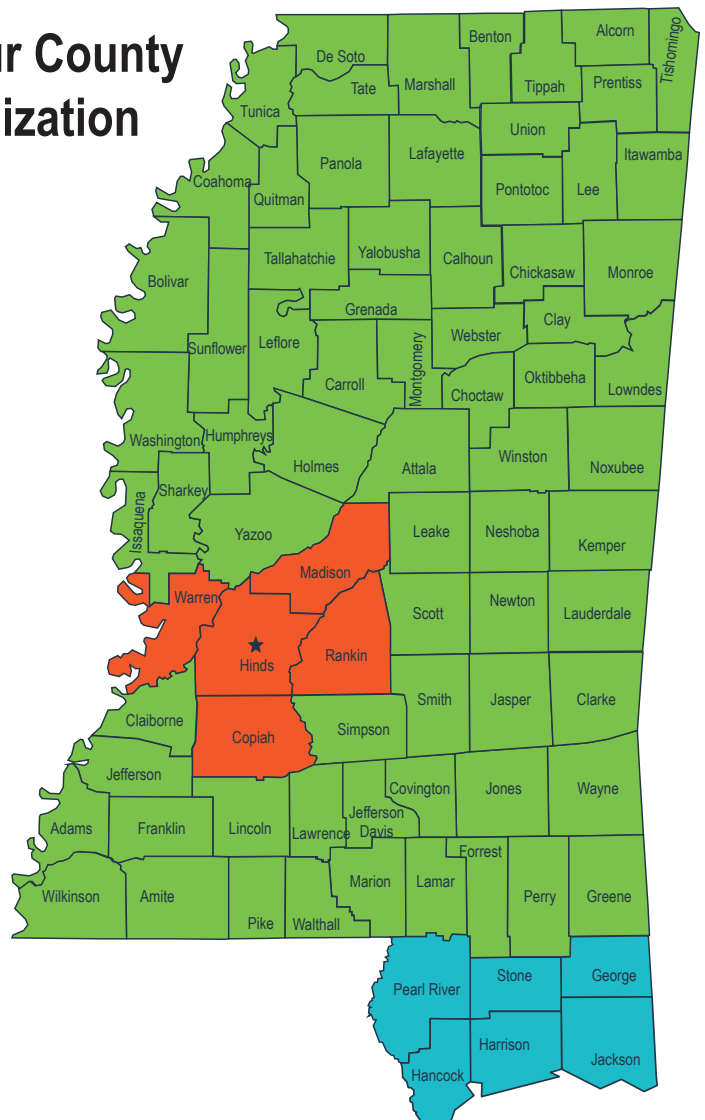 ur County
ization
Benton
Alcorn
Tishomingo
De Soto
Tate
Marshall
Tippah
Prentiss
Tunica
Union
Panola
Lafayette
Itawamba
Coahoma
Quitman
Pontotoc
Lee
Tallahatchie
Yalobusha
Calhoun
Chickasaw
Monroe
Bolivar
Grenada
Clay
Sunflower
Leflore
Webster
Montgomery
Carroll
Choctaw
Oktibbeha
Lowndes
Washington
Humphreys
Holmes
Attala
Winston
Noxubee
Sharkey
Issaquena
Yazoo
Leake
Neshoba
Kemper
Madison
Warren
Scott
Newton
Lauderdale
Hinds
Rankin
Smith
Jasper
Clarke
Claiborne
Copiah
Simpson
Jefferson
Covington
Jones
Wayne
Adams
Franklin
Lincoln
Lawrence
Jefferson
Davis
Forrest
Wilkinson
Amite
Pike
Walthall
Marion
Lamar
Perry
Greene
Pearl River
Stone
George
Hancock
Harrison
Jackson